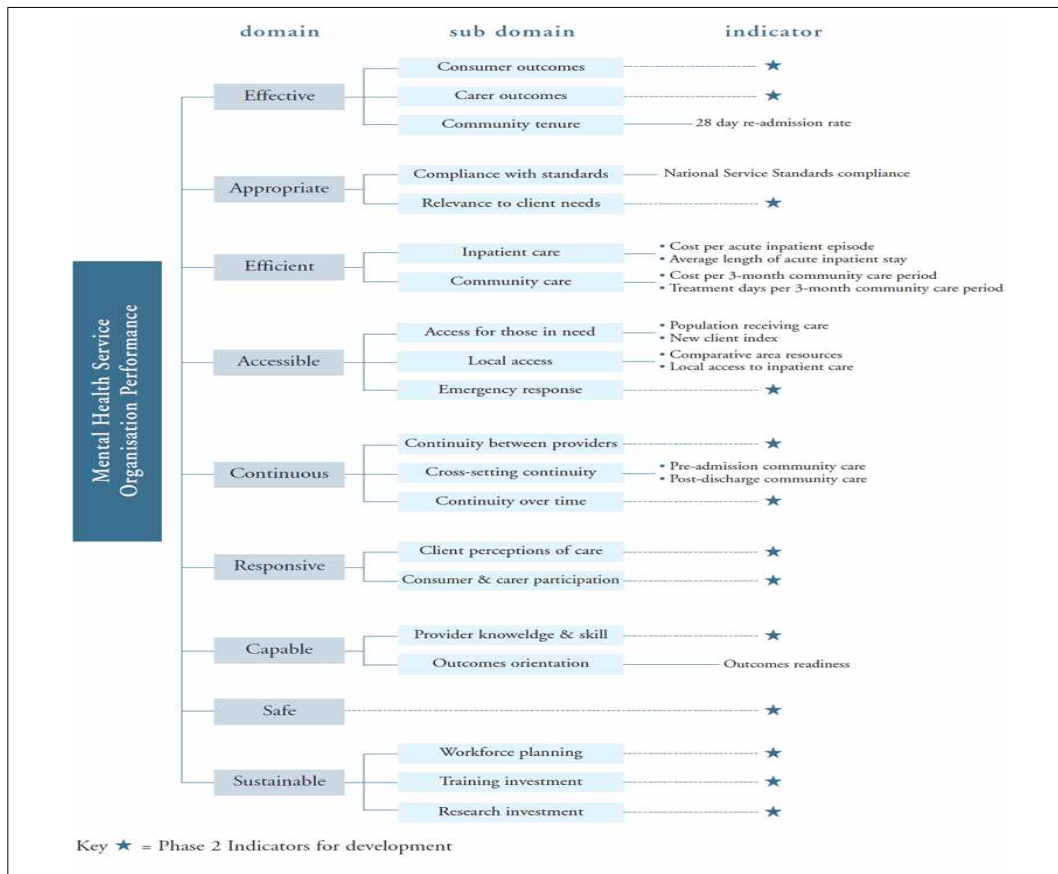 domain sub domain indicator
Mental Health Service
Organisation Performance
Effective
Consumer outcomes ★
Carer outcomes ★
Community tenure 28 day re-admission rate
Appropriate
Compliance with standards National Service Standards compliance
Relevance to client needs ★
Efficient
Inpatient care
• Cost per acute inpatient episode
• Average length of acute inpatient stay
Community care
• Cost per 3-month community care period
• Treatment days per 3-month community care period
Accessible
Access for those in need
• Population receiving care
• New client index
Local access
• Comparative area resources
• Local access to inpatient care
Emergency response ★
Continuous
Continuity between providers ★
Cross-setting continuity
• Pre-admission community care
• Post-discharge community care
Continuity over time ★
Responsive
Client perceptions of care ★
Consumer & carer participation ★
Capable
Provider knoweldge & skill ★
Outcomes orientation Outcomes readiness
Safe ★
Sustainable
Workforce planning ★
Training investment ★
Research investment ★
Key ★ = Phase 2 Indicators for development